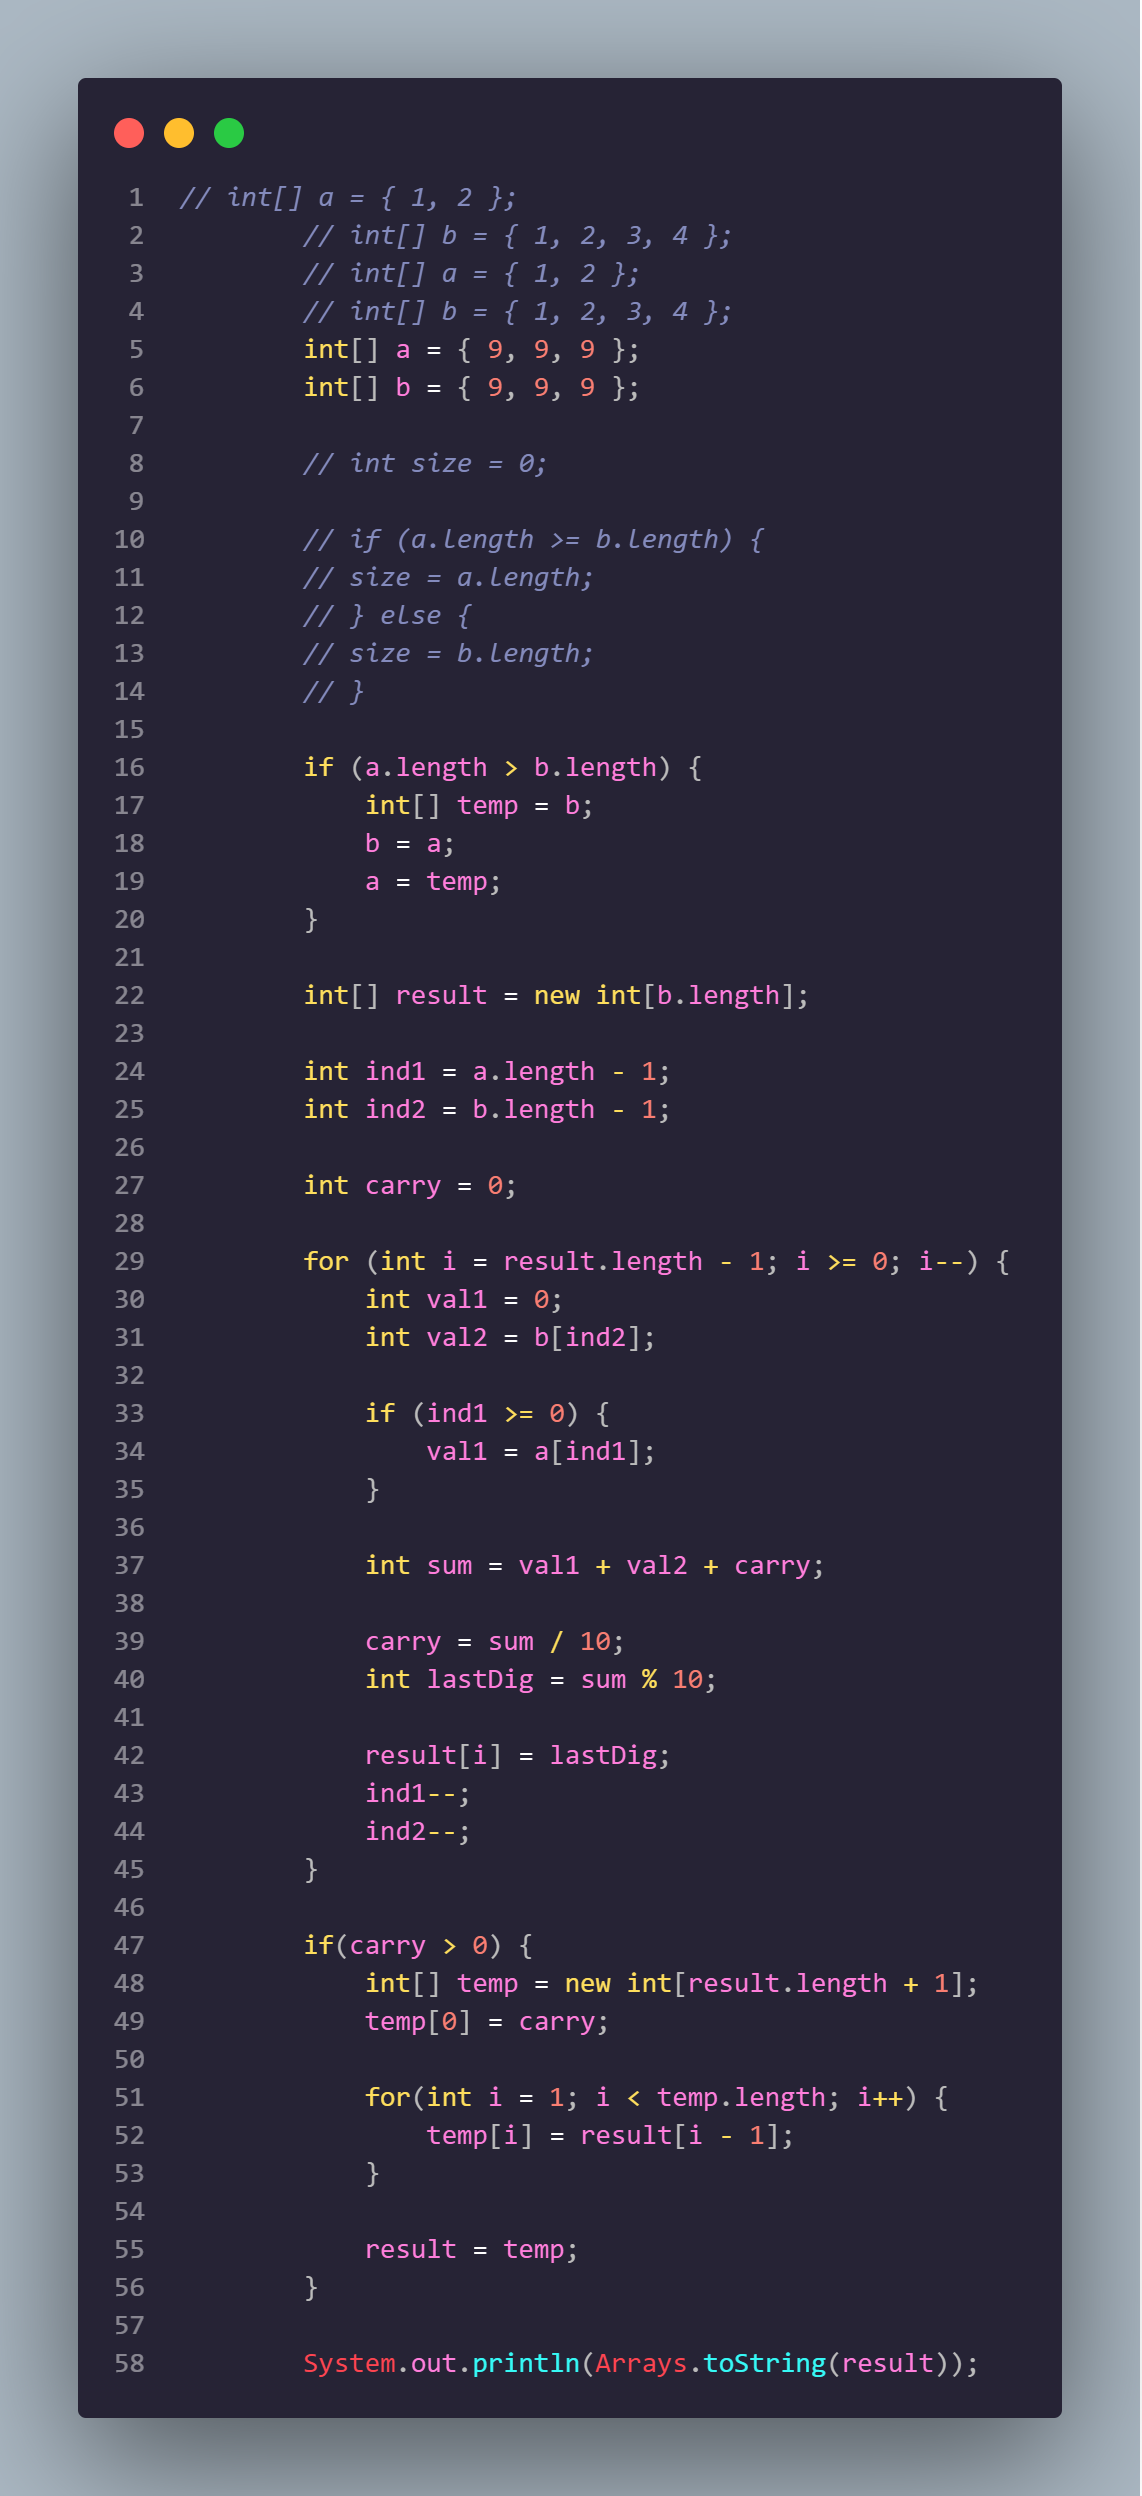 1 // int[] a = { 1, 2 };
2         // int[] b = { 1, 2, 3, 4 };
3         // int[] a = { 1, 2 };
4         // int[] b = { 1, 2, 3, 4 };
5         int[] a = { 9, 9, 9 };
6         int[] b = { 9, 9, 9 };
7
8         // int size = 0;
9
10         // if (a.length >= b.length) {
11         // size = a.length;
12         // } else {
13         // size = b.length;
14         // }
15
16         if (a.length > b.length) {
17             int[] temp = b;
18             b = a;
19             a = temp;
20         }
21
22         int[] result = new int[b.length];
23
24         int ind1 = a.length - 1;
25         int ind2 = b.length - 1;
26
27         int carry = 0;
28
29         for (int i = result.length - 1; i >= 0; i--) {
30             int val1 = 0;
31             int val2 = b[ind2];
32
33             if (ind1 >= 0) {
34                 val1 = a[ind1];
35             }
36
37             int sum = val1 + val2 + carry;
38
39             carry = sum / 10;
40             int lastDig = sum % 10;
41
42             result[i] = lastDig;
43             ind1--;
44             ind2--;
45         }
46
47         if(carry > 0) {
48             int[] temp = new int[result.length + 1];
49             temp[0] = carry;
50
51             for(int i = 1; i < temp.length; i++) {
52                 temp[i] = result[i - 1];
53             }
54
55             result = temp;
56         }
57
58         System.out.println(Arrays.toString(result));